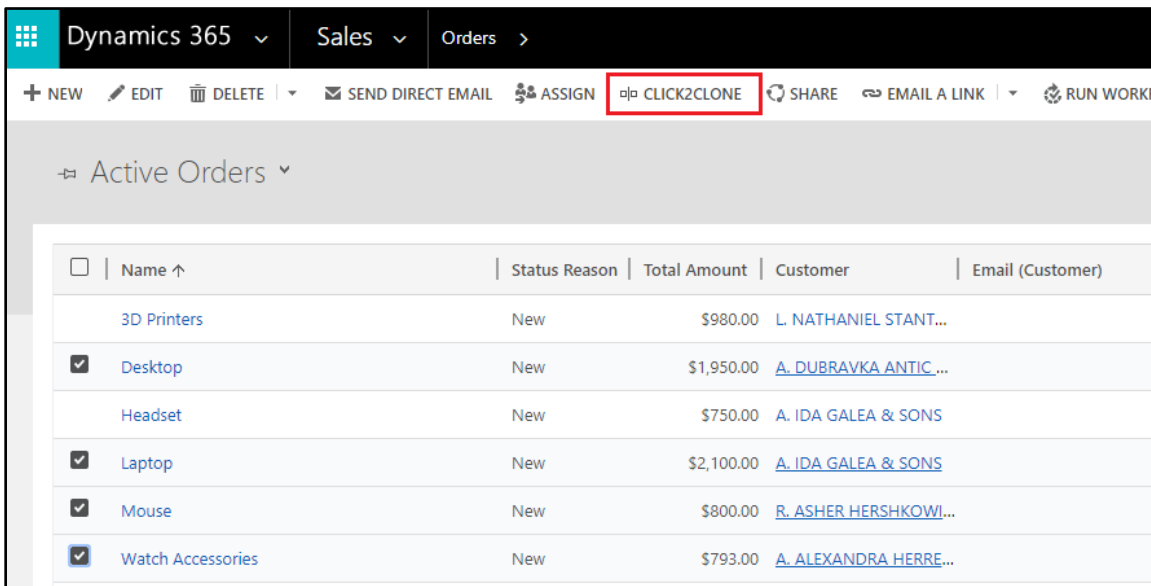 Dynamics 365 Sales Orders
NEW EDIT DELETE SEND DIRECT EMAIL ASSIGN CLICK2CLONE SHARE EMAIL A LINK RUN WORK
Active Orders
Name Status Reason Total Amount Customer Email (Customer)
3D Printers New $980.00 L. NATHANIEL STANT...
Desktop New $1,950.00 A. DUBRAVKA ANTIC ...
Headset New $750.00 A. IDA GALEA & SONS
Laptop New $2,100.00 A. IDA GALEA & SONS
Mouse New $800.00 R. ASHER HERSHKOWI...
Watch Accessories New $793.00 A. ALEXANDRA HERRE...